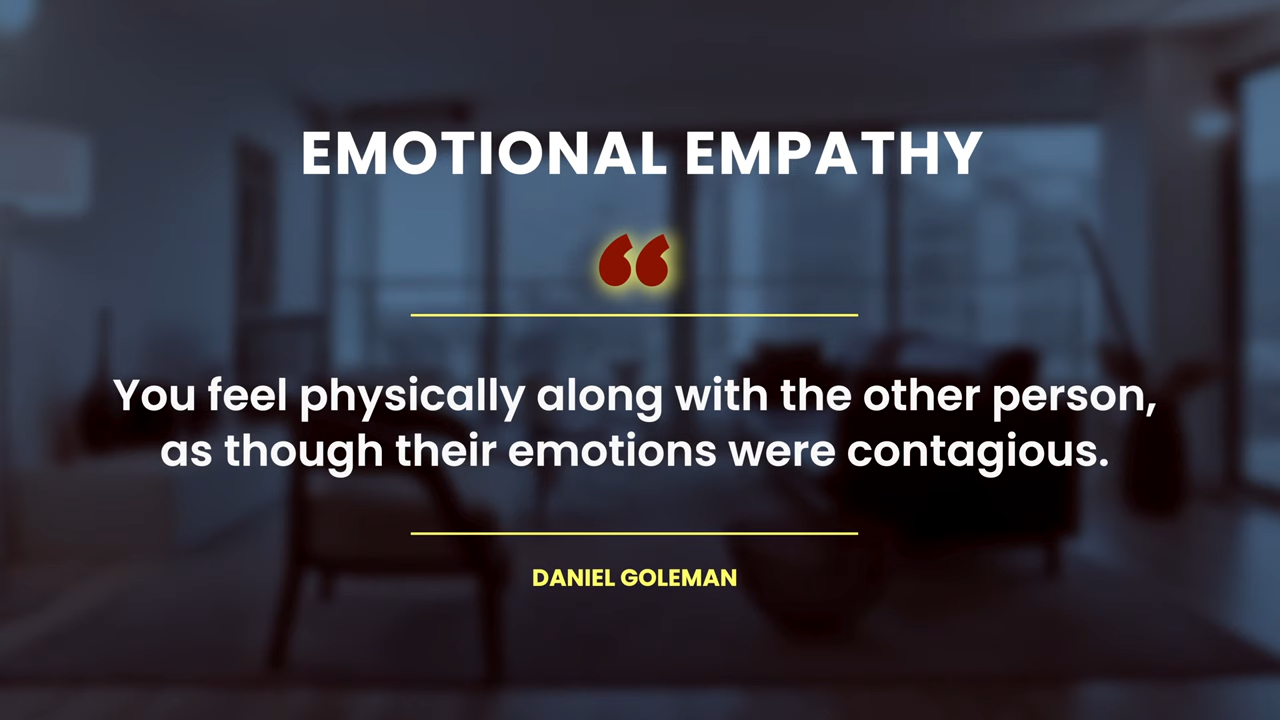 EMOTIONAL EMPATHY
“
You feel physically along with the other person,
as though their emotions were contagious.
DANIEL GOLEMAN